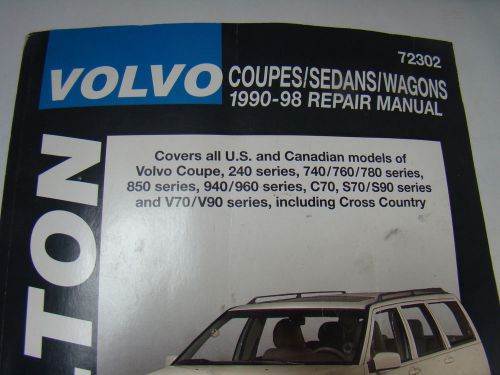 72302
VOLVO
COUPES/SEDANS/WAGONS
1990-98 REPAIR MANUAL
Covers all U.S. and Canadian models of
Volvo Coupe, 240 series, 740/760/780 series,
850 series, 940/960 series, C70, S70/S90 series
and V70/V90 series, including Cross Country
TON